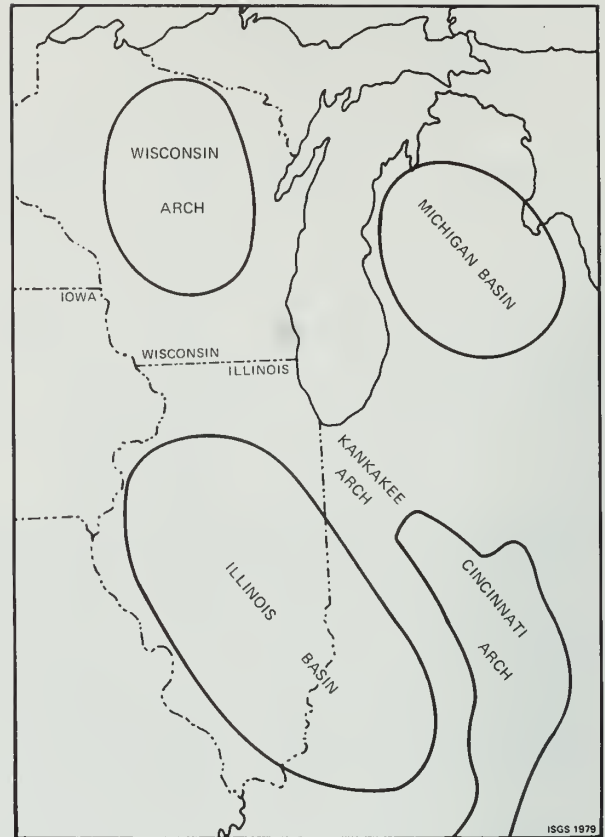 WISCONSIN
ARCH
MICHIGAN BASIN
IOWA
WISCONSIN
ILLINOIS
KANKAKEE
ARCH
ILLINOIS
BASIN
CINCINNATI
ARCH
ISGS 1979